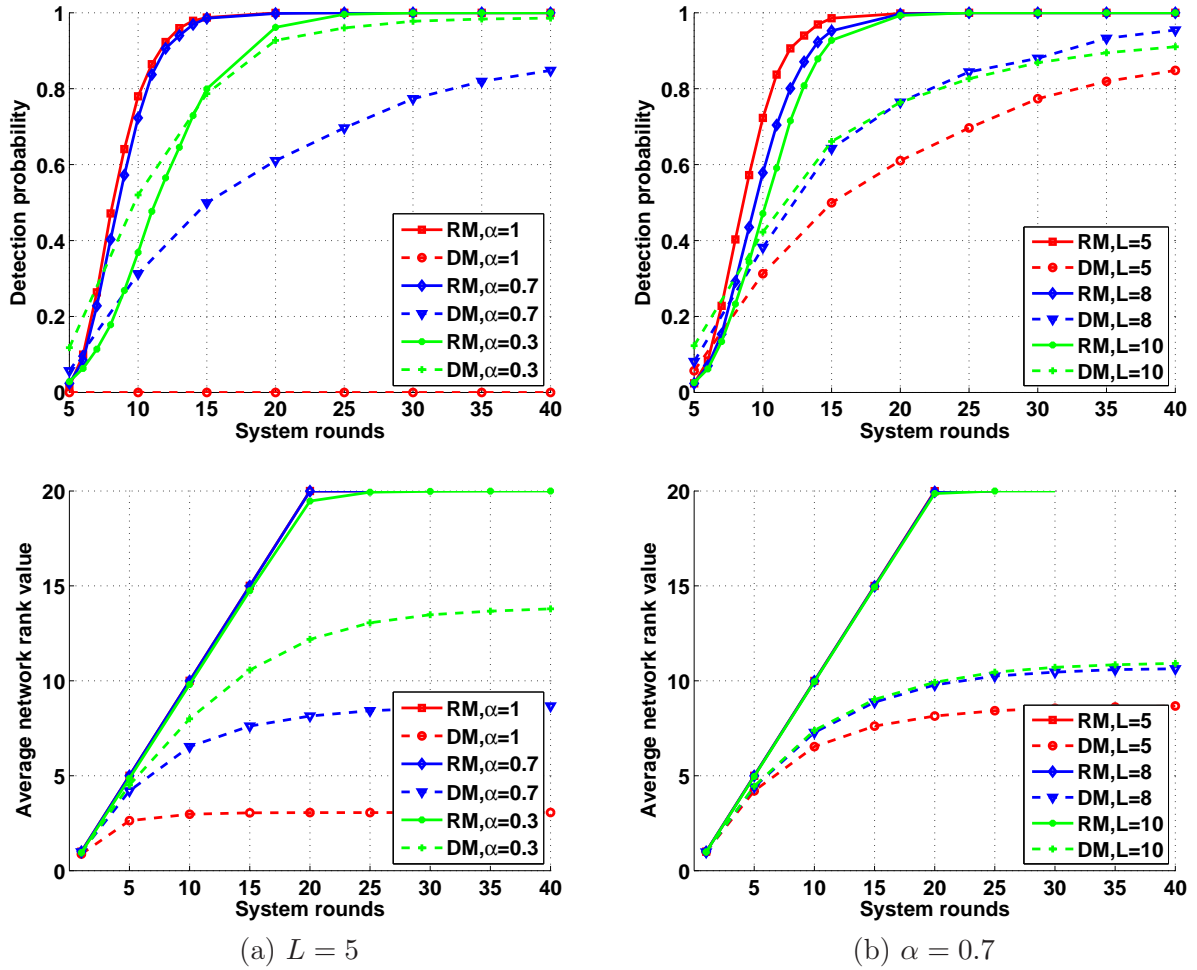 1
0.8
0.6
0.4
0.2
0
Detection probability
RM,α=1
DM,α=1
RM,α=0.7
DM,α=0.7
RM,α=0.3
DM,α=0.3
5 10 15 20 25 30 35 40
System rounds
1
0.8
0.6
0.4
0.2
0
Detection probability
RM,L=5
DM,L=5
RM,L=8
DM,L=8
RM,L=10
DM,L=10
5 10 15 20 25 30 35 40
System rounds
20
15
10
5
0
Average network rank value
RM,α=1
DM,α=1
RM,α=0.7
DM,α=0.7
RM,α=0.3
DM,α=0.3
5 10 15 20 25 30 35 40
System rounds
(a) L = 5
20
15
10
5
0
Average network rank value
RM,L=5
DM,L=5
RM,L=8
DM,L=8
RM,L=10
DM,L=10
5 10 15 20 25 30 35 40
System rounds
(b) α = 0.7